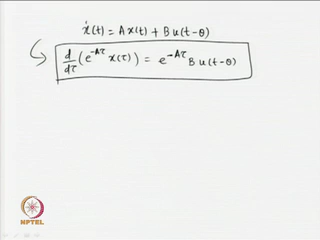 ẋ(t) = A x(t) + B u(t-θ)
d/dτ (e^{-Aτ} x(τ)) = e^{-Aτ} B u(t-θ)
NPTEL